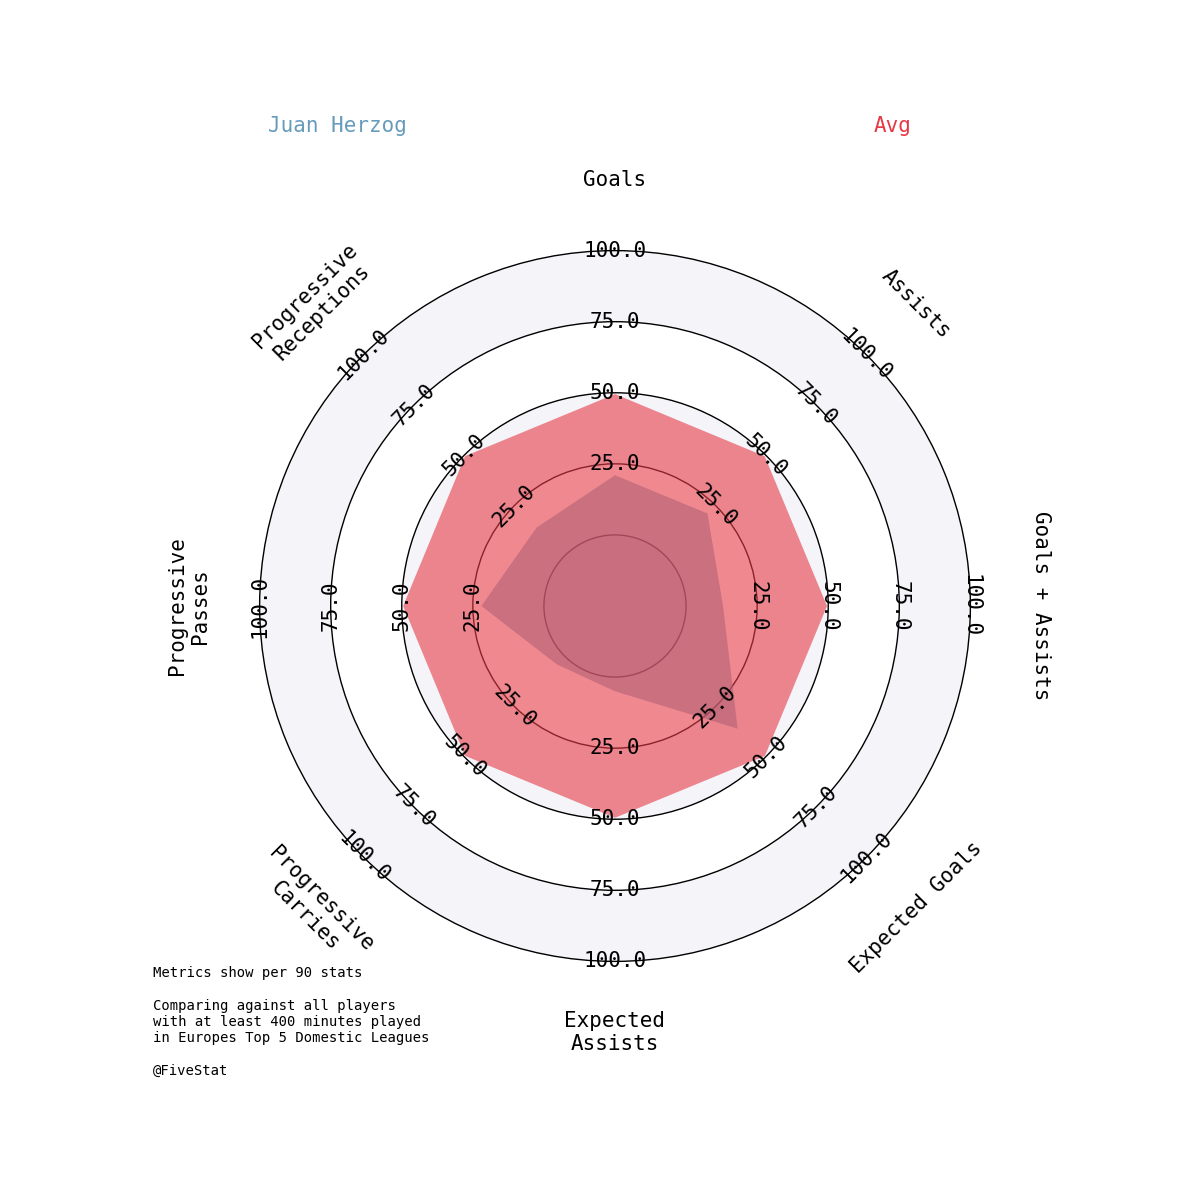 Juan Herzog
Avg
Goals
Progressive
Receptions
Assists
100.0
100.0
100.0
75.0
75.0
75.0
50.0
50.0
50.0
25.0
25.0
25.0
Progressive
Passes
100.0
75.0
50.0
25.0
25.0
50.0
75.0
100.0
Goals + Assists
25.0
25.0
25.0
50.0
50.0
50.0
75.0
75.0
75.0
100.0
100.0
100.0
Progressive
Carries
Expected Goals
Expected
Assists
Metrics show per 90 stats
Comparing against all players
with at least 400 minutes played
in Europes Top 5 Domestic Leagues
@FiveStat